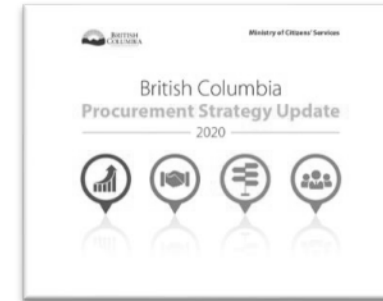 BRITISH
COLUMBIA
Ministry of Citizens' Services
British Columbia
Procurement Strategy Update
2020